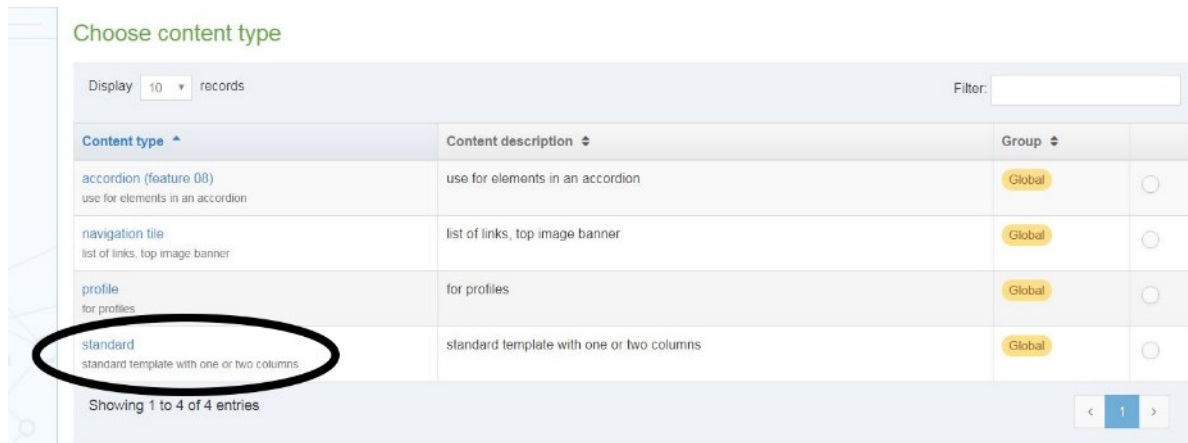 Choose content type
Display 10 records Filter:
Content type Content description Group
accordion (feature 08) use for elements in an accordion Global
use for elements in an accordion
navigation tile list of links, top image banner Global
list of links, top image banner
profile for profiles Global
for profiles
standard standard template with one or two columns Global
standard template with one or two columns
Showing 1 to 4 of 4 entries < 1 >